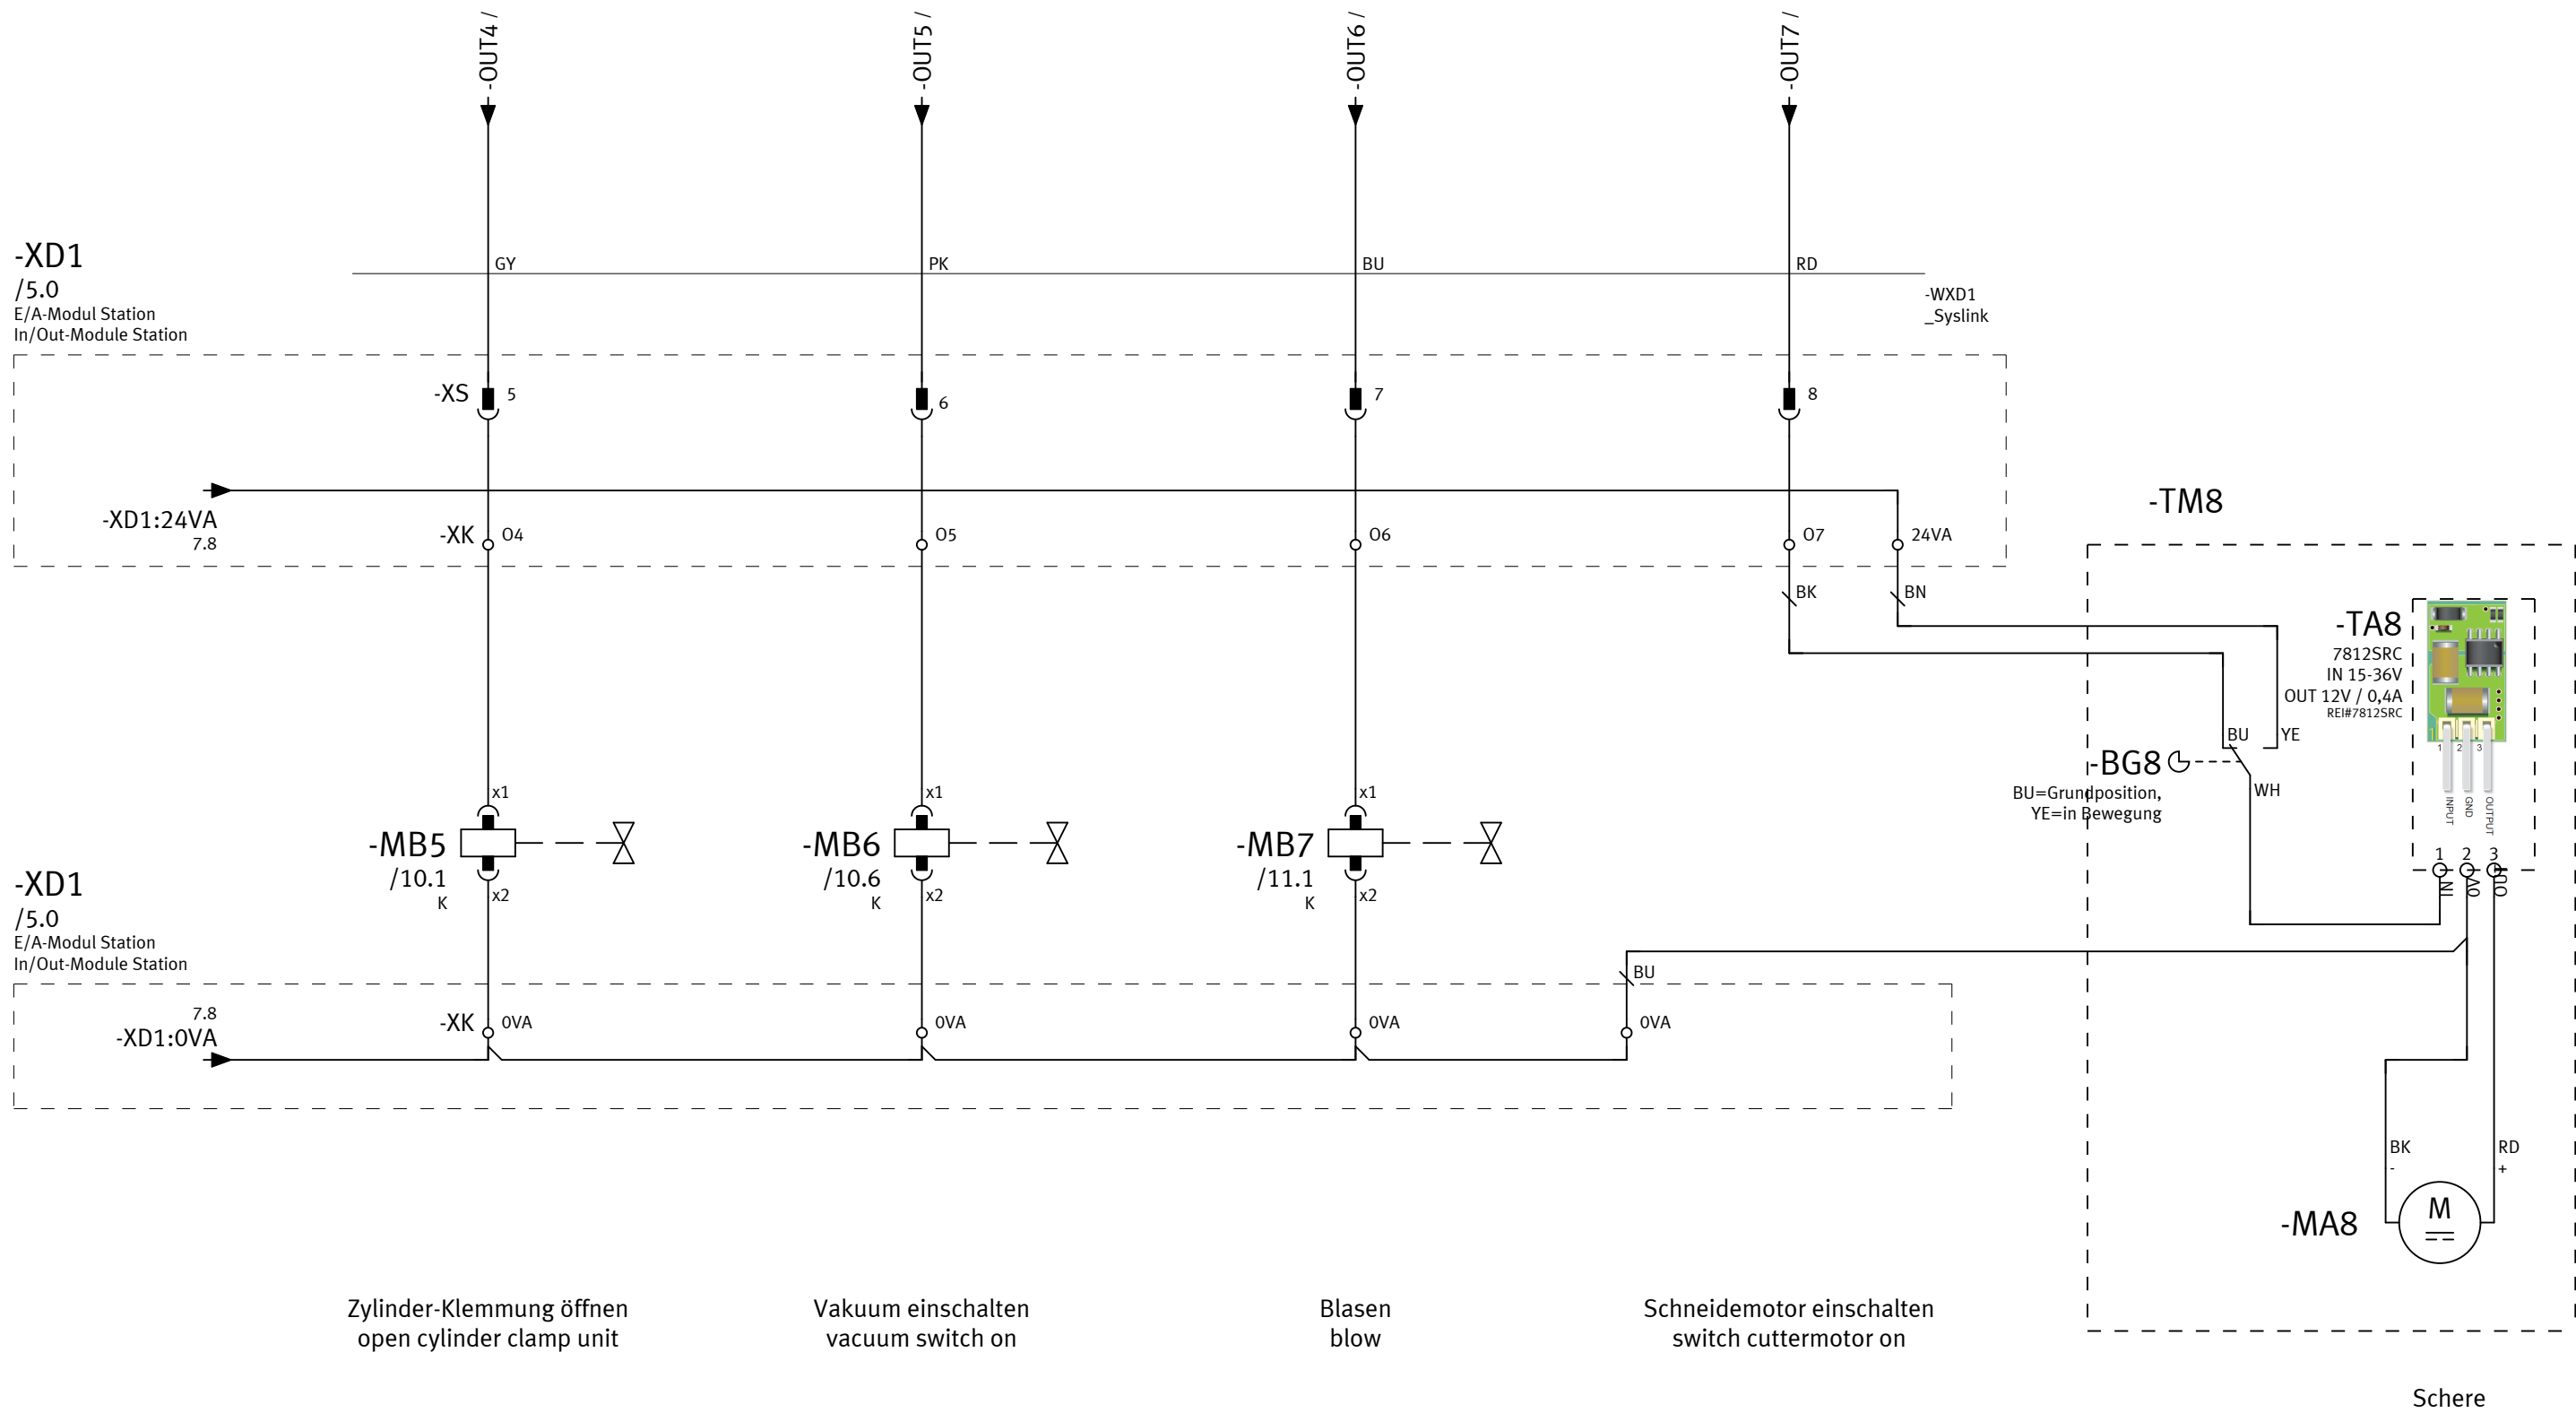 -OUT4 /
-OUT5 /
-OUT6 /
-OUT7 /
-XD1
/5.0
E/A-Modul Station
In/Out-Module Station
GY
PK
BU
RD
-WXD1
_Syslink
-XS
5
6
7
8
-XD1:24VA
7.8
-XK
O4
O5
O6
O7
24VA
BK
BN
-TM8
-TA8
7812SRC
IN 15-36V
OUT 12V / 0,4A
REI#7812SRC
1 2 3
INPUT
GND
OUTPUT
BU
YE
-BG8
BU=Grundposition,
YE=in Bewegung
WH
1 2 3
IN
0V
OUT
x1
-MB5
/10.1
K
x2
x1
-MB6
/10.6
K
x2
x1
-MB7
/11.1
K
x2
-XD1
/5.0
E/A-Modul Station
In/Out-Module Station
BU
7.8
-XD1:0VA
-XK
0VA
0VA
0VA
0VA
BK
-
RD
+
-MA8
M
Zylinder-Klemmung öffnen
open cylinder clamp unit
Vakuum einschalten
vacuum switch on
Blasen
blow
Schneidemotor einschalten
switch cuttermotor on
Schere